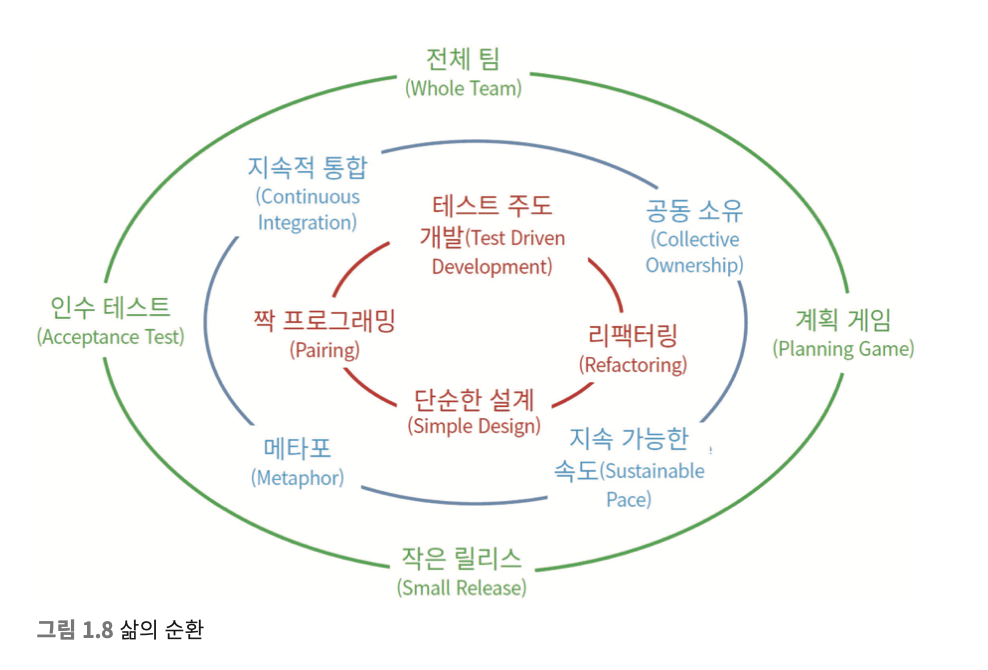 전체 팀
(Whole Team)
지속적 통합
(Continuous
Integration)
테스트 주도
개발(Test Driven
Development)
공동 소유
(Collective
Ownership)
인수 테스트
(Acceptance Test)
짝 프로그래밍
(Pairing)
리팩터링
(Refactoring)
계획 게임
(Planning Game)
단순한 설계
(Simple Design)
메타포
(Metaphor)
지속 가능한
속도(Sustainable
Pace)
작은 릴리스
(Small Release)
그림 1.8 삶의 순환